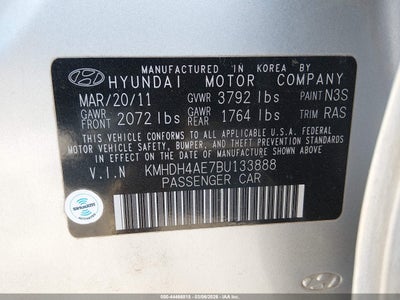 MANUFACTURED IN KOREA BY
HYUNDAI MOTOR COMPANY
MAR/20/11 GVWR 3792 lbs PAINT N3S
GAWR FRONT 2072 lbs GAWR REAR 1764 lbs TRIM RAS
THIS VEHICLE CONFORMS TO ALL APPLICABLE U.S.A. FEDERAL
MOTOR VEHICLE SAFETY, BUMPER, AND THEFT PREVENTION STANDARDS
IN EFFECT ON THE DATE OF MANUFACTURE SHOWN ABOVE.
V.I.N KMHDH4AE7BU133888
PASSENGER CAR